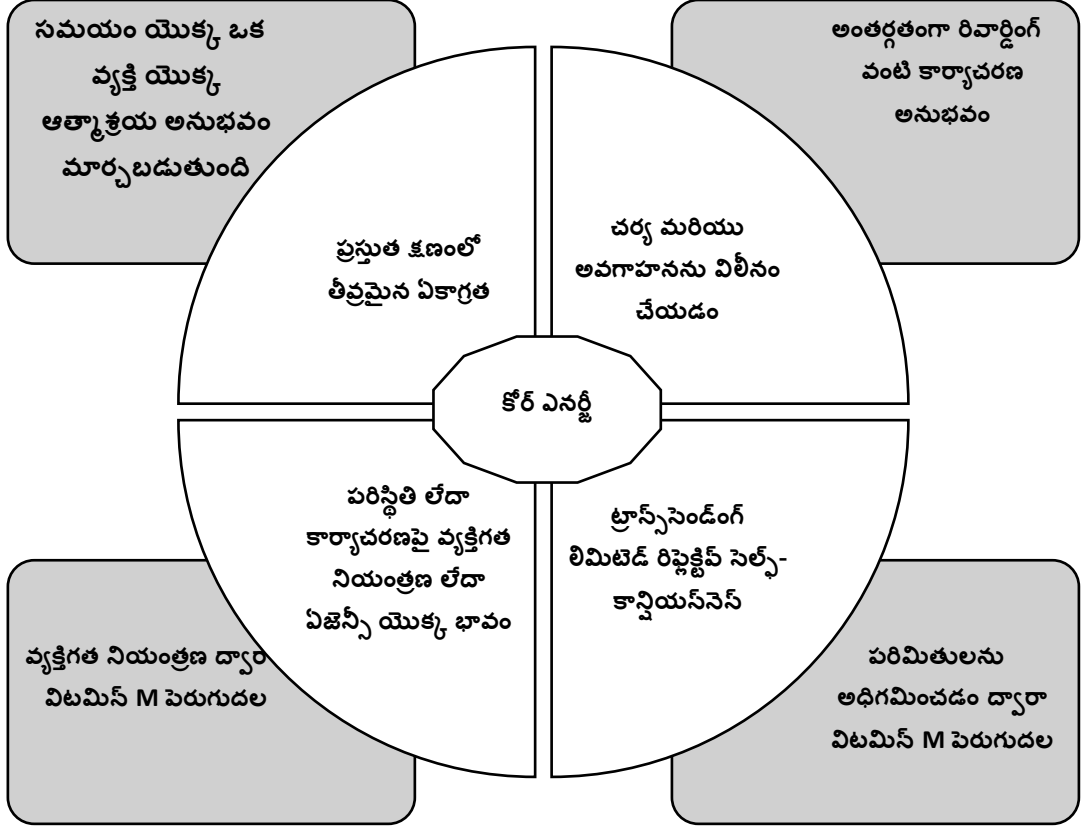 సమయం యొక్క ఒక
వ్యక్తి యొక్క
ఆత్మాశ్రయ అనుభవం
మార్చబడుతుంది
అంతర్గతంగా రివార్డింగ్
వంటి కార్యాచరణ
అనుభవం
ప్రస్తుత క్షణంలో
తీవ్రమైన ఏకాగ్రత
చర్య మరియు
అవగాహనను విలీనం
చేయడం
కోర్ ఎనర్జీ
పరిస్థితి లేదా
కార్యాచరణపై వ్యక్తిగత
నియంత్రణ లేదా
ఏజెన్సీ యొక్క భావం
ట్రాస్స్‌సెండ్ంగ్
లిమిటెడ్ రిఫ్లెక్టివ్ సెల్ఫ్-
కాన్షియస్‌నెస్
వ్యక్తిగత నియంత్రణ ద్వారా
విటమిన్ M పెరుగుదల
పరిమితులను
అధిగమించడం ద్వారా
విటమిన్ M పెరుగుదల